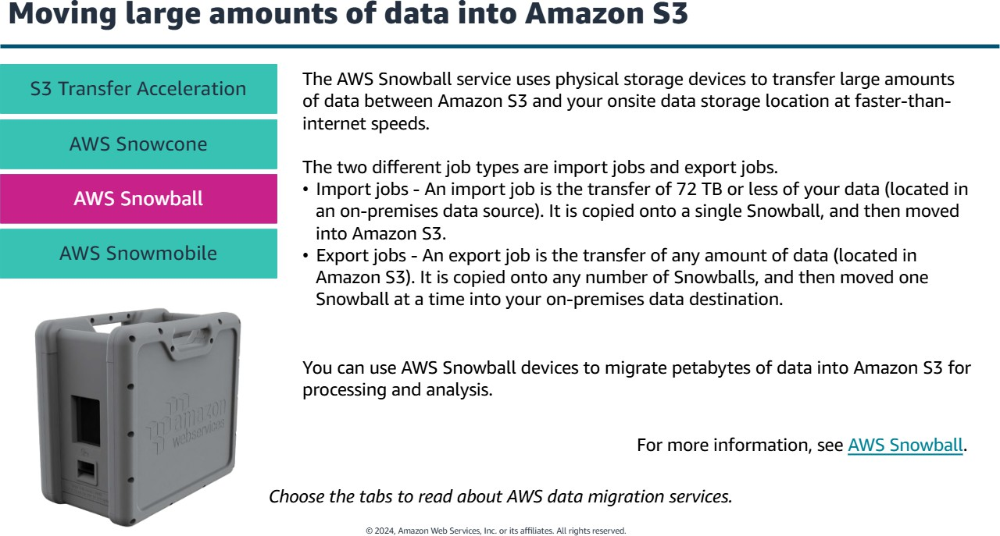 Moving large amounts of data into Amazon S3
S3 Transfer Acceleration
AWS Snowcone
AWS Snowball
AWS Snowmobile
The AWS Snowball service uses physical storage devices to transfer large amounts
of data between Amazon S3 and your onsite data storage location at faster-than-
internet speeds.
The two different job types are import jobs and export jobs.
• Import jobs - An import job is the transfer of 72 TB or less of your data (located in
an on-premises data source). It is copied onto a single Snowball, and then moved
into Amazon S3.
• Export jobs - An export job is the transfer of any amount of data (located in
Amazon S3). It is copied onto any number of Snowballs, and then moved one
Snowball at a time into your on-premises data destination.
You can use AWS Snowball devices to migrate petabytes of data into Amazon S3 for
processing and analysis.
For more information, see AWS Snowball.
amazon
webservices
Choose the tabs to read about AWS data migration services.
© 2024, Amazon Web Services, Inc. or its affiliates. All rights reserved.